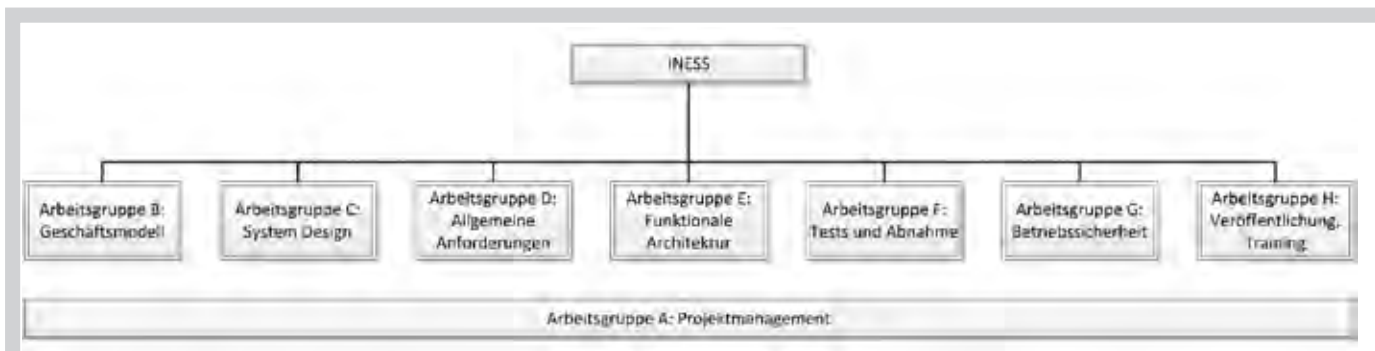 INESS
Arbeitsgruppe B:
Geschäftsmodell
Arbeitsgruppe C:
System Design
Arbeitsgruppe D:
Allgemeine
Anforderungen
Arbeitsgruppe E:
Funktionale
Architektur
Arbeitsgruppe F:
Tests und Abnahme
Arbeitsgruppe G:
Betriebssicherheit
Arbeitsgruppe H:
Veröffentlichung,
Training
Arbeitsgruppe A: Projektmanagement